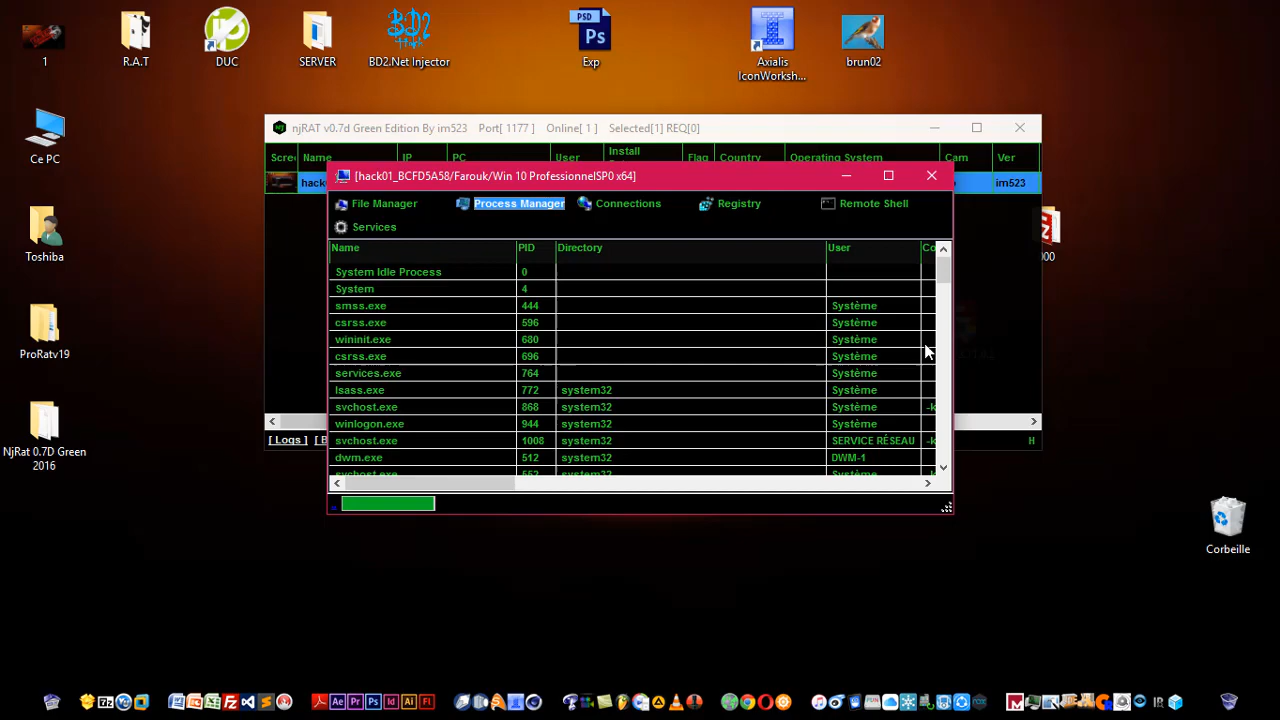 1
R.A.T
DUC
SERVER
BD2.Net Injector
Exp
Axialis IconWorksh...
brun02
Ce PC
Toshiba
ProRatv19
NjRat 0.7D Green 2016
Corbeille
njRAT v0.7d Green Edition By im523 Port[ 1177 ] Online[ 1 ] Selected[1] REQ[0]
Name IP PC User Install Flag Country Operating System Cam Ver
im523
[hack01_BCFD5A58/Farouk/Win 10 ProfessionnelSP0 x64]
File Manager Process Manager Connections Registry Remote Shell
Services
Name PID Directory User Co
System Idle Process 0
System 4
smss.exe 444 Système
csrss.exe 596 Système
wininit.exe 680 Système
csrss.exe 696 Système
services.exe 764 Système
lsass.exe 772 system32 Système
svchost.exe 868 system32 Système -k
winlogon.exe 944 system32 Système
svchost.exe 1008 system32 SERVICE RÉSEAU -k
dwm.exe 512 system32 DWM-1
svchost.exe 552 system32 Système
[ Logs ]